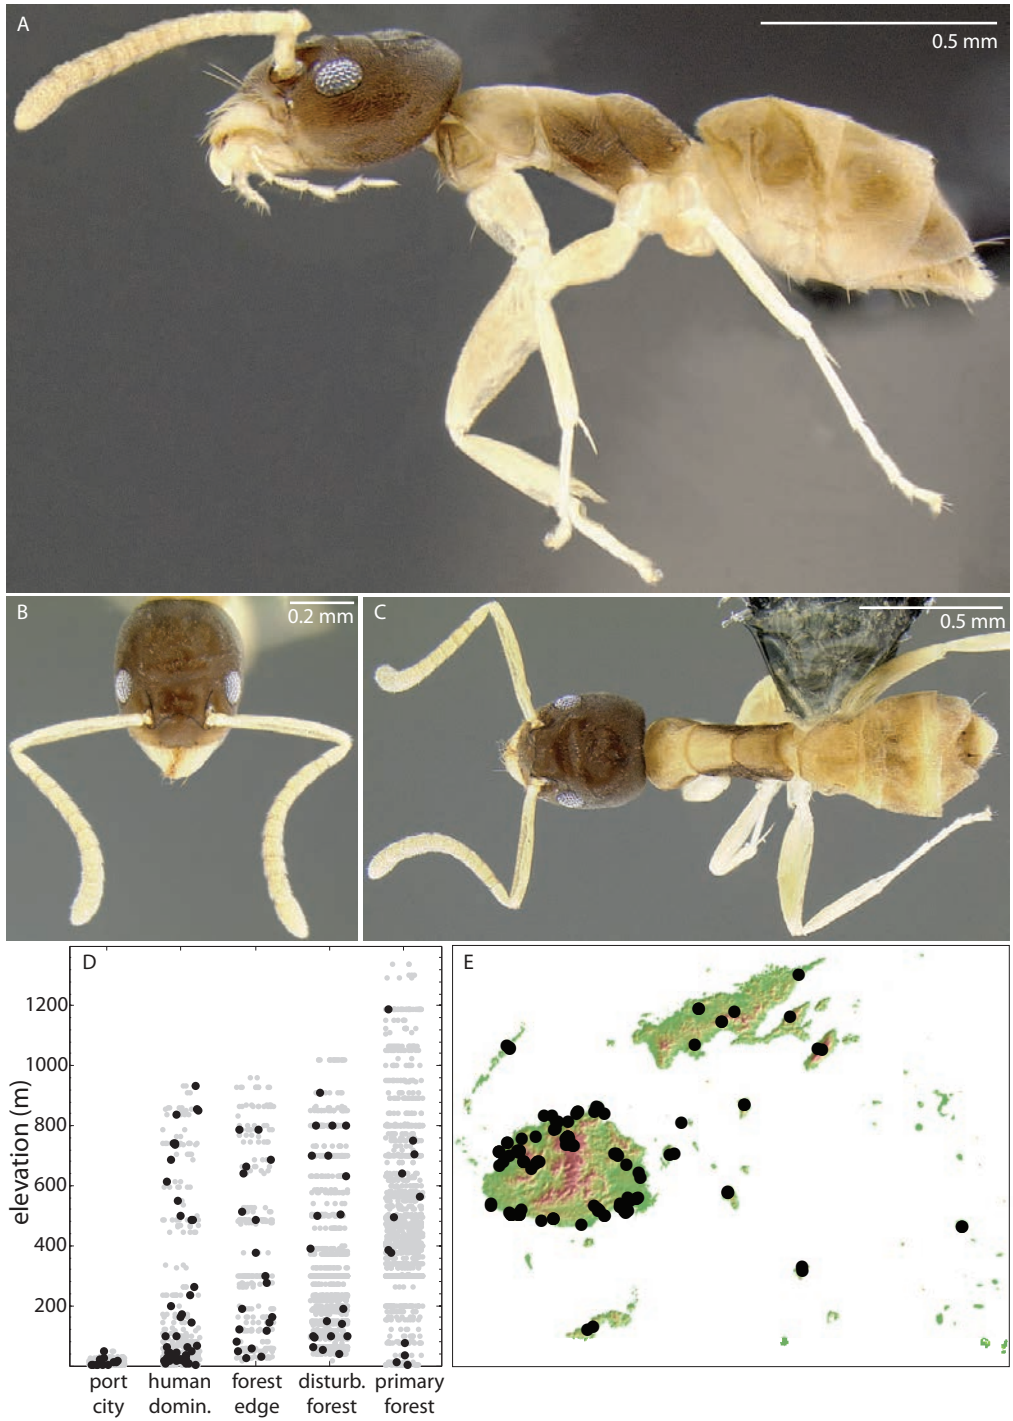 A
0.5 mm
B
0.2 mm
C
0.5 mm
D
E
elevation (m)
1200
1000
800
600
400
200
port
city
human
domin.
forest
edge
disturb.
forest
primary
forest